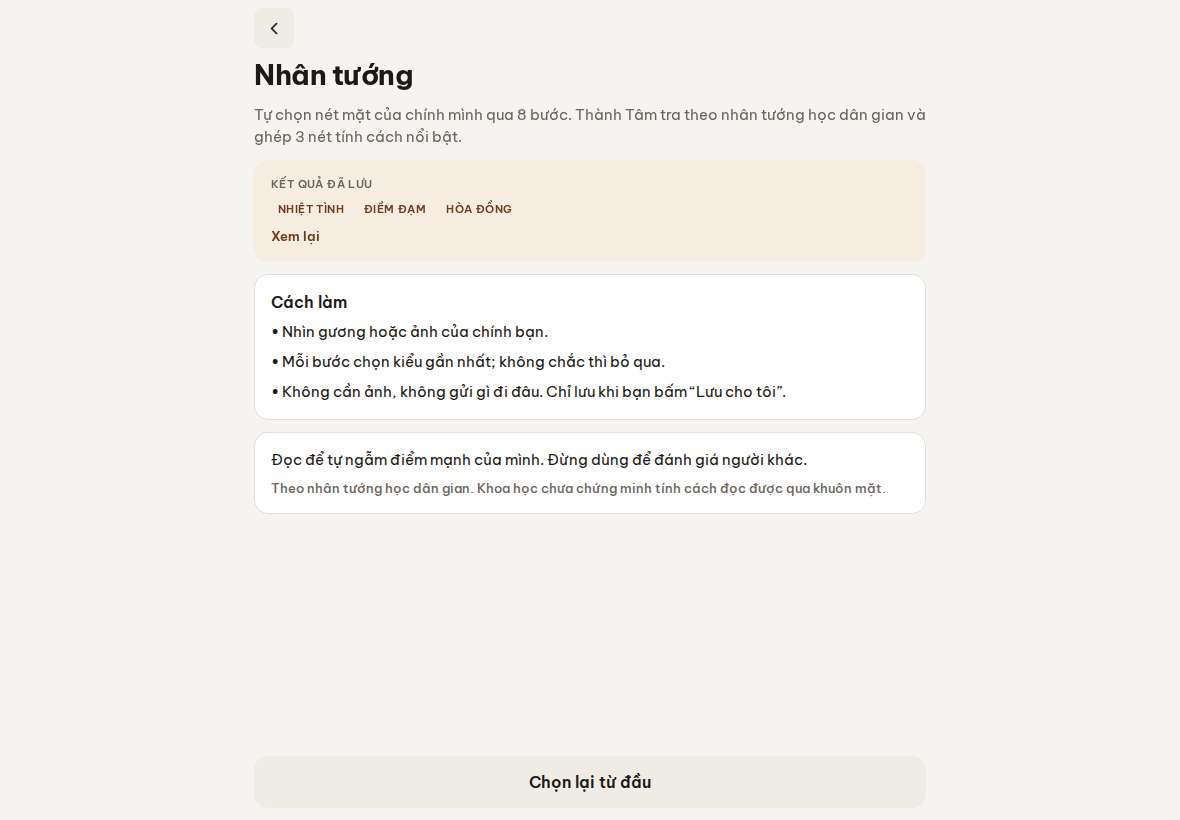 Nhân tướng
Tự chọn nét mặt của chính mình qua 8 bước. Thành Tâm tra theo nhân tướng học dân gian và
ghép 3 nét tính cách nổi bật.
KẾT QUẢ ĐÃ LƯU
NHIỆT TÌNH ĐIỀM ĐẠM HÒA ĐỒNG
Xem lại
Cách làm
• Nhìn gương hoặc ảnh của chính bạn.
• Mỗi bước chọn kiểu gần nhất; không chắc thì bỏ qua.
• Không cần ảnh, không gửi gì đi đâu. Chỉ lưu khi bạn bấm “Lưu cho tôi”.
Đọc để tự ngẫm điểm mạnh của mình. Đừng dùng để đánh giá người khác.
Theo nhân tướng học dân gian. Khoa học chưa chứng minh tính cách đọc được qua khuôn mặt.
Chọn lại từ đầu